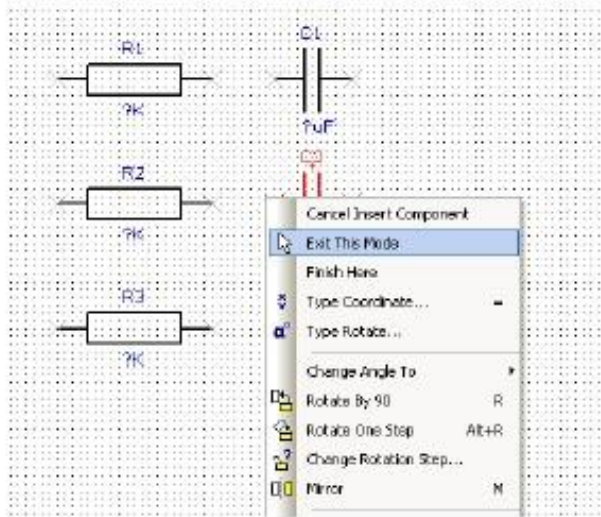 R1
C1
?K
?uF
R2
?K
R3
?K
Cancel Insert Component
Exit This Mode
Finish Here
Type Coordinate... =
Type Rotate...
Change Angle To
Rotate By 90 R
Rotate One Step Alt+R
Change Rotation Step...
Mirror M